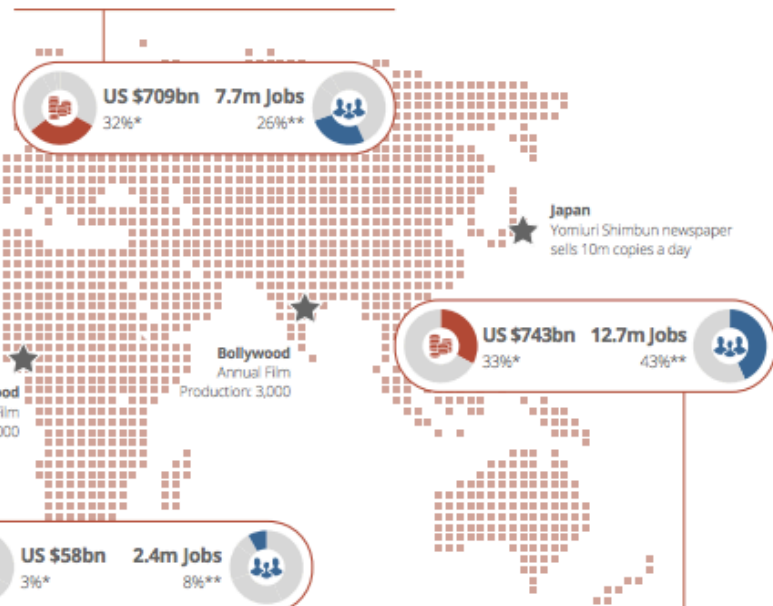 US $709bn 7.7m Jobs
32%* 26%**
Japan
Yomiuri Shimbun newspaper
sells 10m copies a day
US $743bn 12.7m Jobs
33%* 43%**
Bollywood
Annual Film
Production: 3,000
US $58bn 2.4m Jobs
3%* 8%**